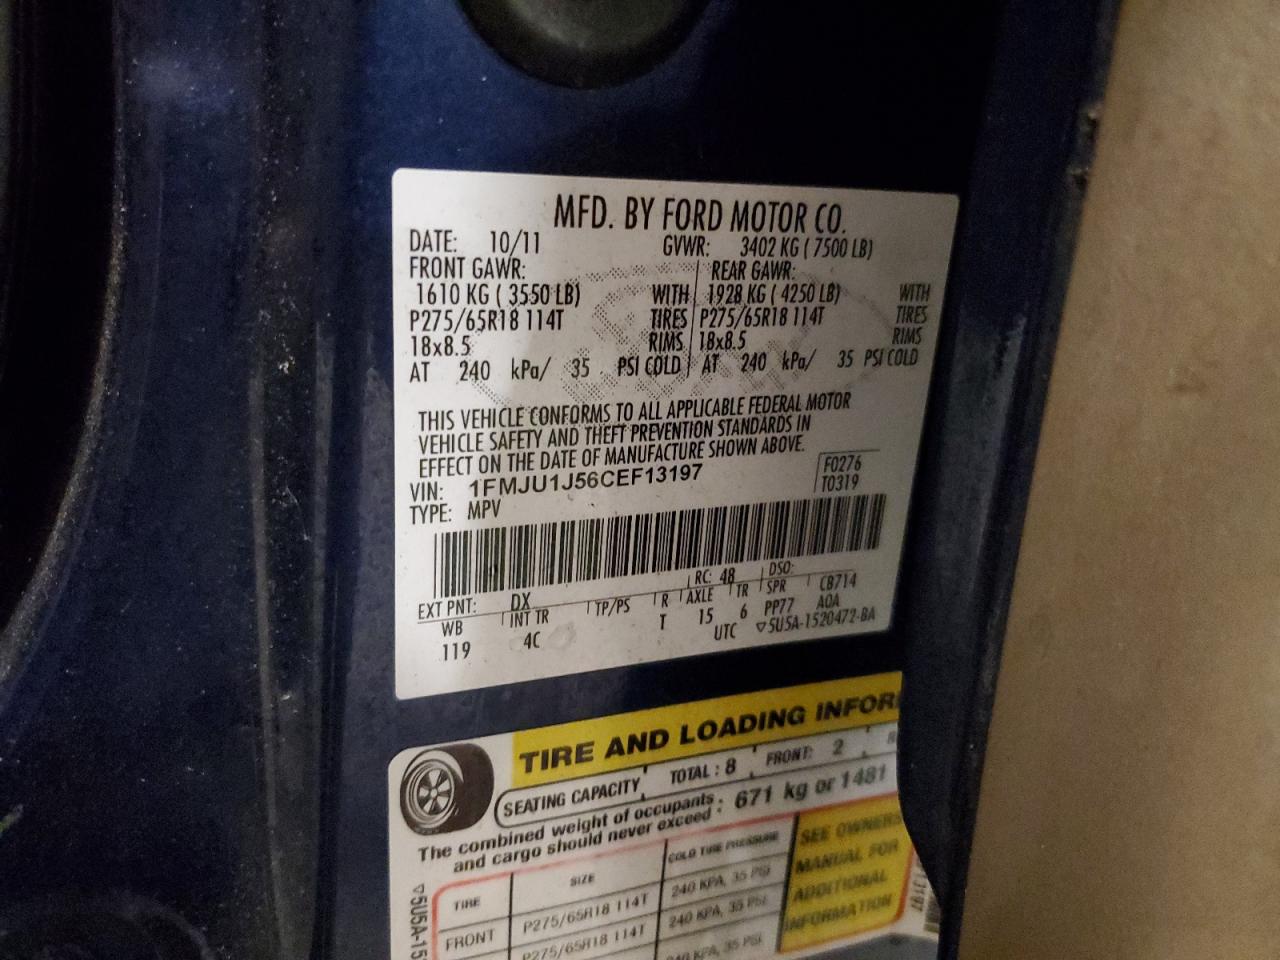 MFD. BY FORD MOTOR CO.
DATE: 10/11 GVWR: 3402 KG ( 7500 LB)
FRONT GAWR: REAR GAWR:
1610 KG ( 3550 LB) WITH 1928 KG ( 4250 LB) WITH
P275/65R18 114T TIRES P275/65R18 114T TIRES
18x8.5 RIMS 18x8.5 RIMS
AT 240 kPa/ 35 PSI COLD AT 240 kPa/ 35 PSI COLD
THIS VEHICLE CONFORMS TO ALL APPLICABLE FEDERAL MOTOR
VEHICLE SAFETY AND THEFT PREVENTION STANDARDS IN
EFFECT ON THE DATE OF MANUFACTURE SHOWN ABOVE.
VIN: 1FMJU1J56CEF13197 F0276
TYPE: MPV T0319
EXT PNT: DX RC: 48 DSO:
WB INT TR TP/PS R AXLE TR SPR CB714
119 4C T 15 6 PP77 AOA
UTC ▽5U5A-1520472-BA
TIRE AND LOADING INFOR
SEATING CAPACITY TOTAL : 8 FRONT: 2
The combined weight of occupants : 671 kg or 1481
and cargo should never exceed
TIRE SIZE COLD TIRE PRESSURE
FRONT P275/65R18 114T 240 KPA, 35 PSI
P275/65R18 114T 240 KPA, 35 PSI
240 KPA, 35 PSI
SEE OWNERS
MANUAL FOR
ADDITIONAL
INFORMATION
▽5U5A-15